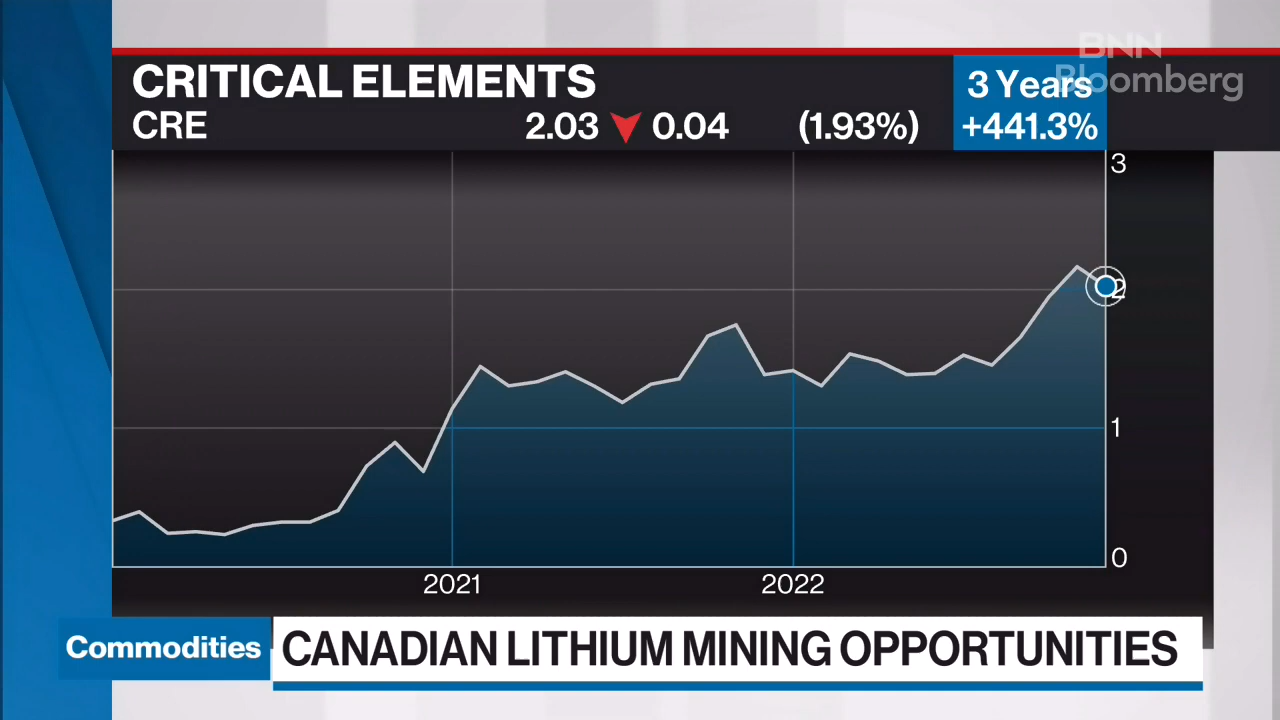 BNN
Bloomberg
CRITICAL ELEMENTS
CRE 2.03 0.04 (1.93%)
3 Years
+441.3%
3
2
1
0
2021 2022
Commodities
CANADIAN LITHIUM MINING OPPORTUNITIES